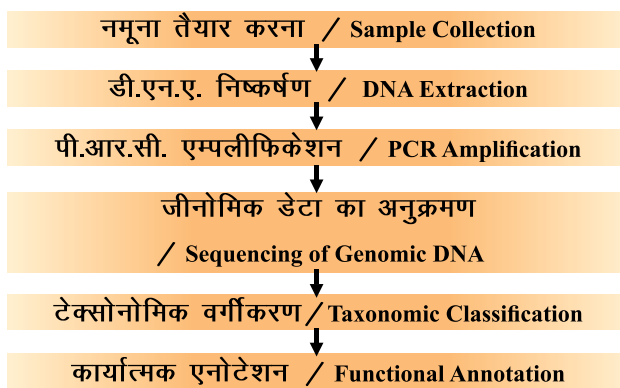 नमूना तैयार करना / Sample Collection
डी.एन.ए. निष्कर्षण / DNA Extraction
पी.आर.सी. एम्पलीफिकेशन / PCR Amplification
जीनोमिक डेटा का अनुक्रमण
/ Sequencing of Genomic DNA
टेक्सोनोमिक वर्गीकरण / Taxonomic Classification
कार्यात्मक एनोटेशन / Functional Annotation